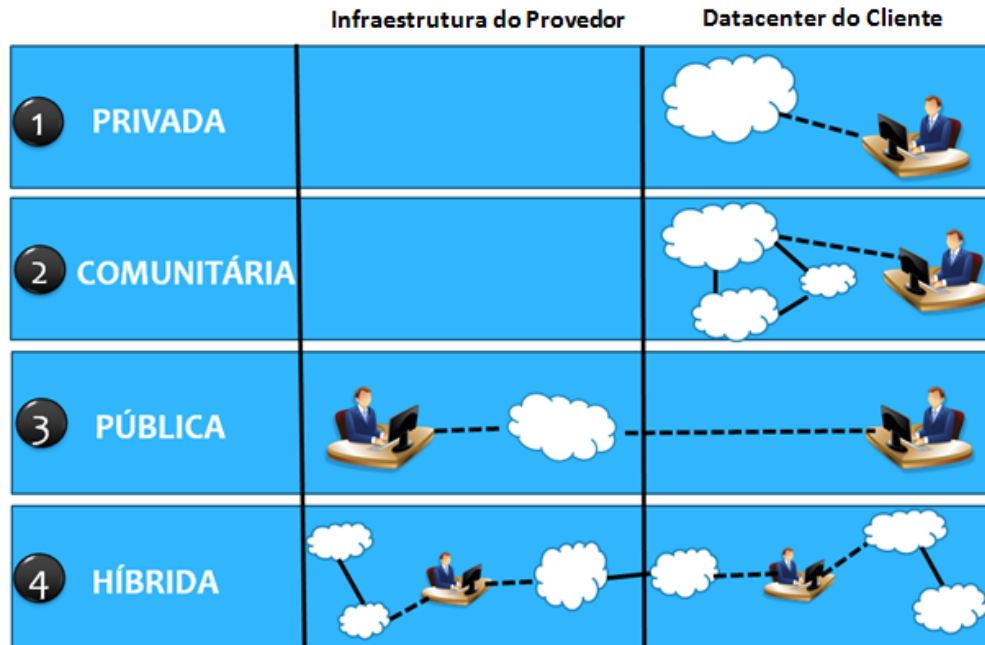 Infraestrutura do Provedor
Datacenter do Cliente
1 PRIVADA
2 COMUNITÁRIA
3 PÚBLICA
4 HÍBRIDA